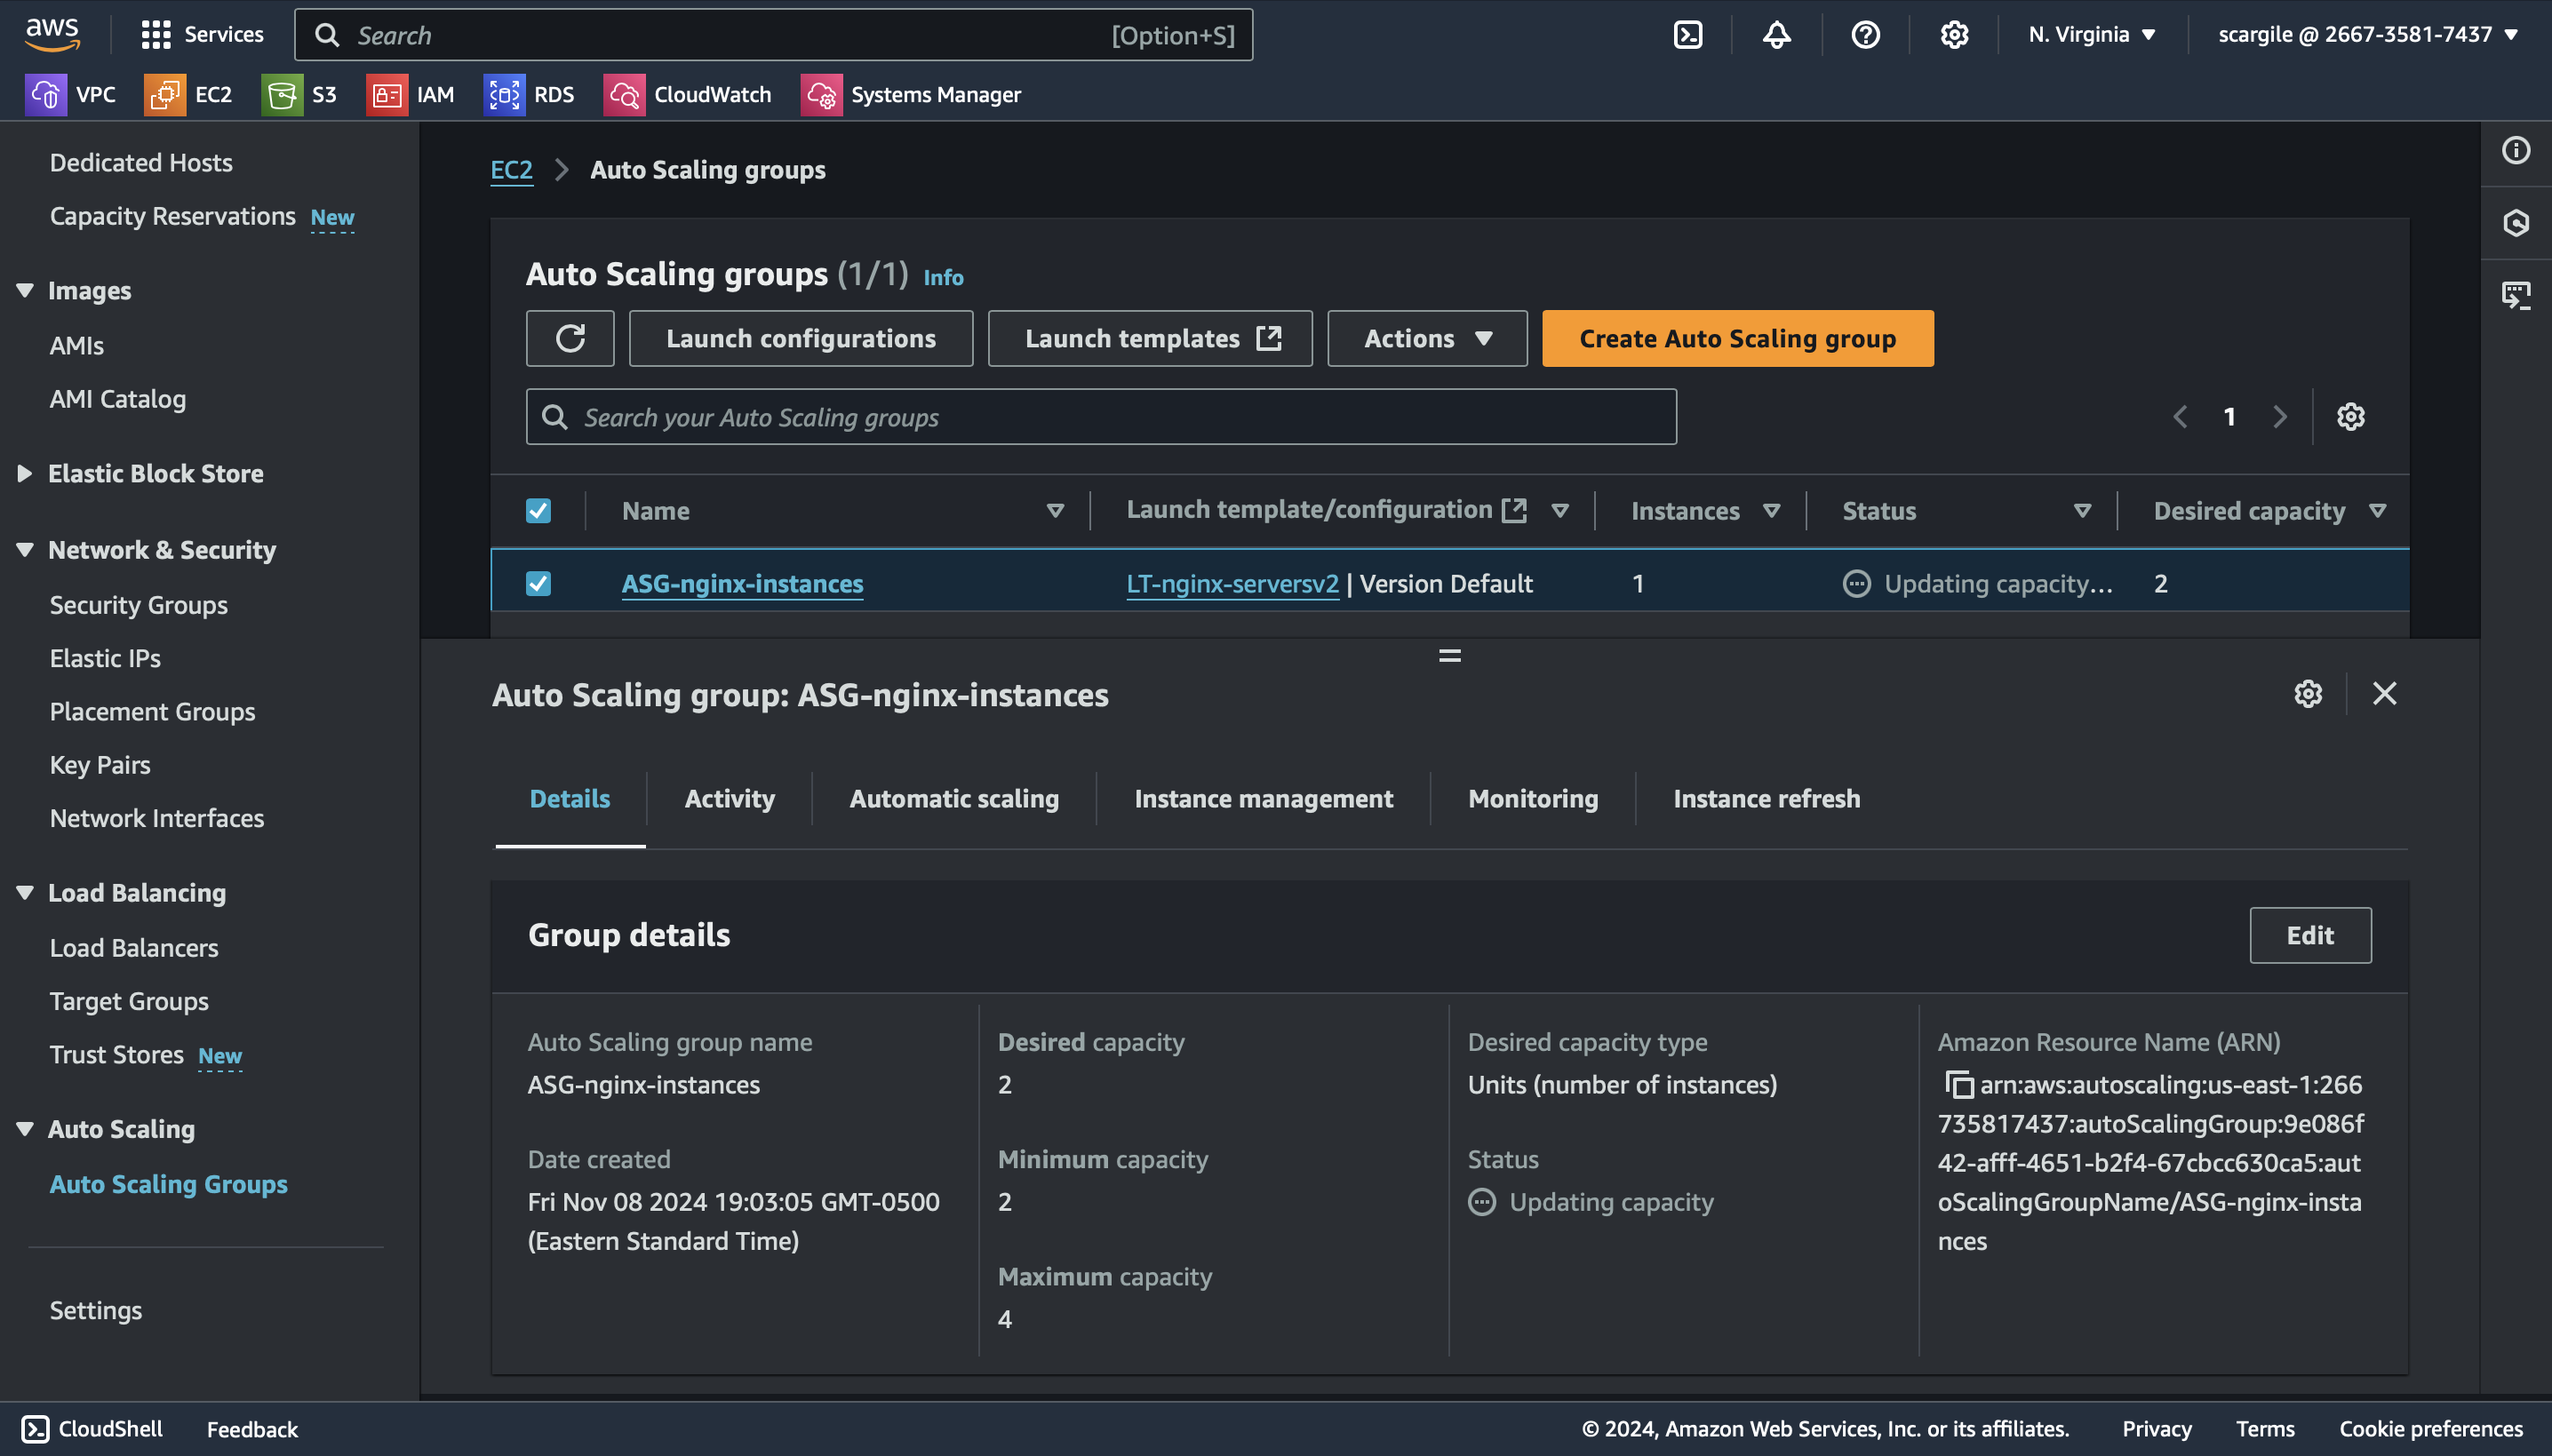 aws
Services
Search [Option+S]
N. Virginia
scargile @ 2667-3581-7437
VPC
EC2
S3
IAM
RDS
CloudWatch
Systems Manager
Dedicated Hosts
Capacity Reservations New
Images
AMIs
AMI Catalog
Elastic Block Store
Network & Security
Security Groups
Elastic IPs
Placement Groups
Key Pairs
Network Interfaces
Load Balancing
Load Balancers
Target Groups
Trust Stores New
Auto Scaling
Auto Scaling Groups
Settings
EC2 > Auto Scaling groups
Auto Scaling groups (1/1) Info
Launch configurations
Launch templates
Actions
Create Auto Scaling group
Search your Auto Scaling groups
1
Name Launch template/configuration Instances Status Desired capacity
ASG-nginx-instances LT-nginx-serversv2 | Version Default 1 Updating capacity... 2
Auto Scaling group: ASG-nginx-instances
Details Activity Automatic scaling Instance management Monitoring Instance refresh
Group details
Edit
Auto Scaling group name
ASG-nginx-instances
Date created
Fri Nov 08 2024 19:03:05 GMT-0500
(Eastern Standard Time)
Desired capacity
2
Minimum capacity
2
Maximum capacity
4
Desired capacity type
Units (number of instances)
Status
Updating capacity
Amazon Resource Name (ARN)
arn:aws:autoscaling:us-east-1:266
735817437:autoScalingGroup:9e086f
42-afff-4651-b2f4-67cbcc630ca5:aut
oScalingGroupName/ASG-nginx-insta
nces
CloudShell
Feedback
© 2024, Amazon Web Services, Inc. or its affiliates.
Privacy
Terms
Cookie preferences